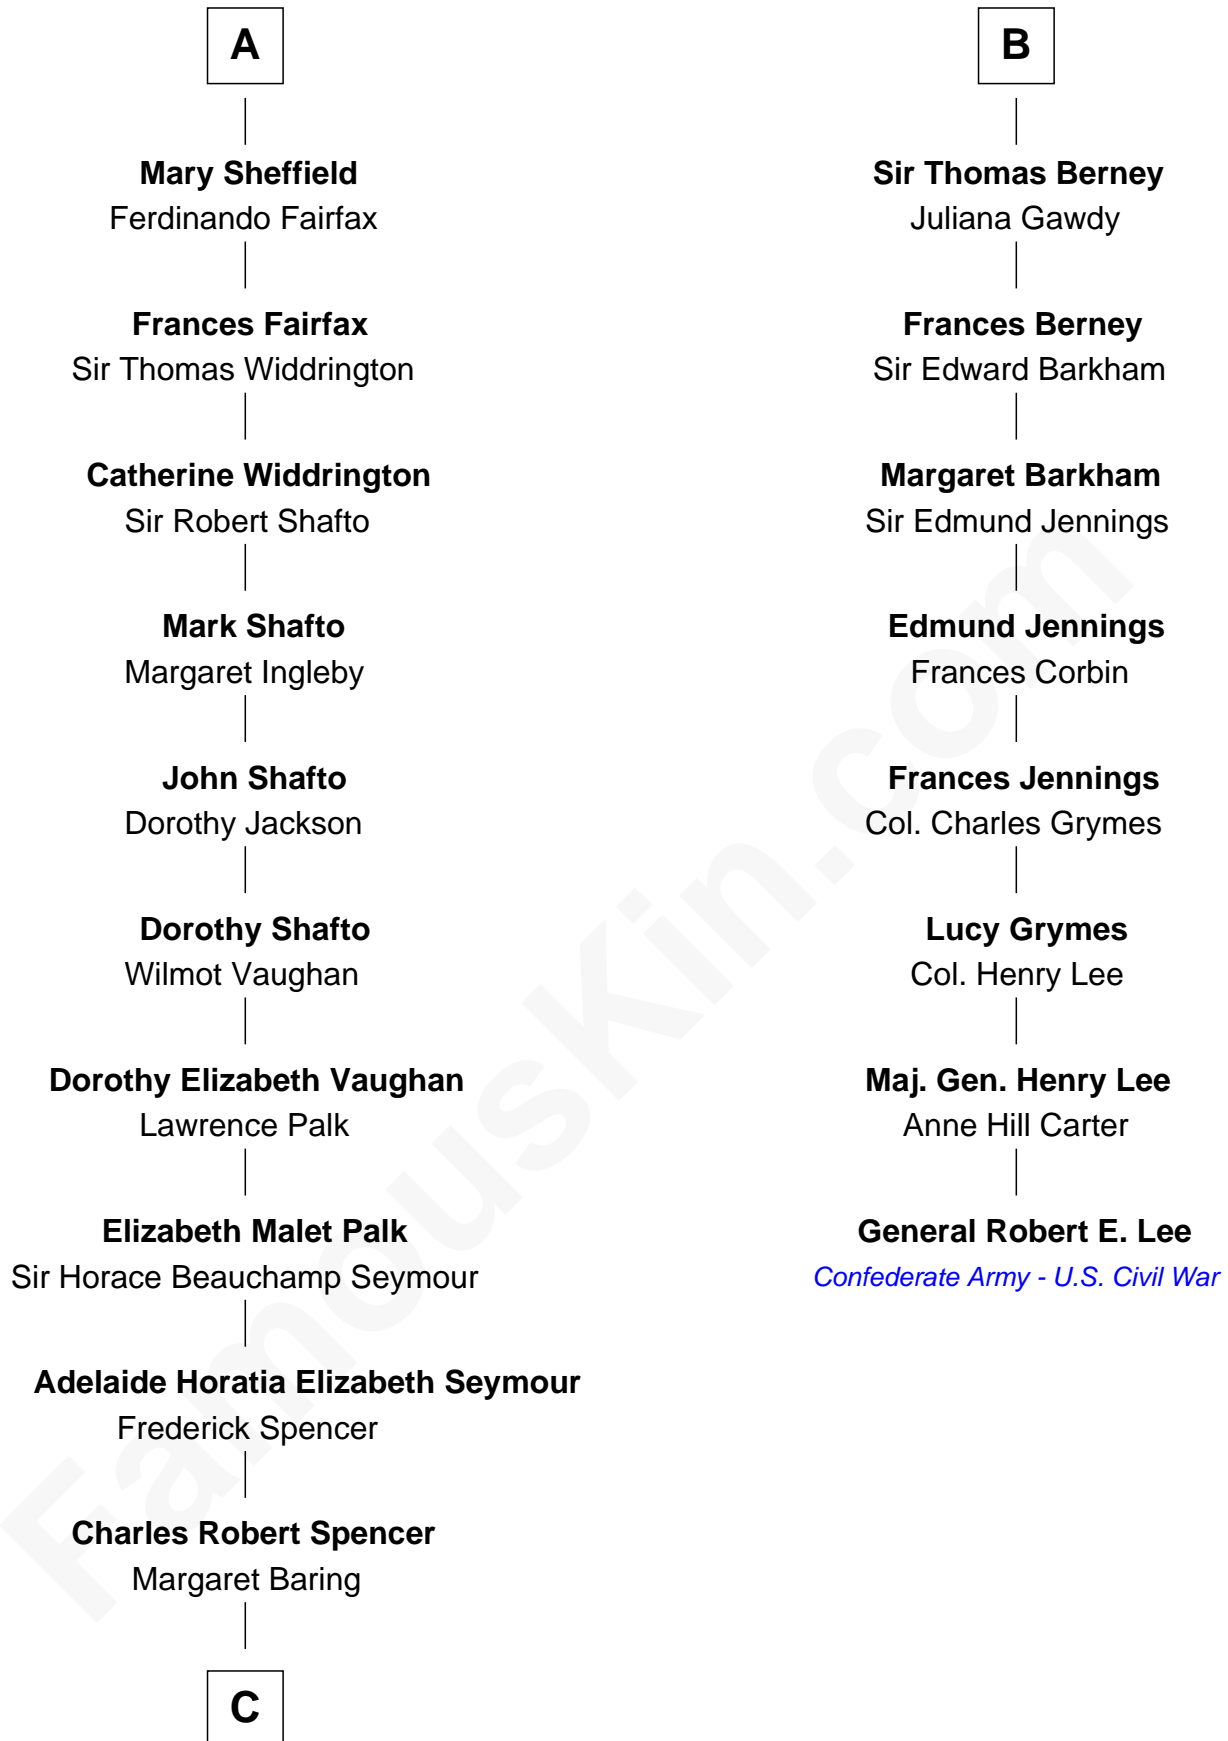 A
Mary Sheffield
Ferdinando Fairfax
Frances Fairfax
Sir Thomas Widdrington
Catherine Widdrington
Sir Robert Shafto
Mark Shafto
Margaret Ingleby
John Shafto
Dorothy Jackson
Dorothy Shafto
Wilmot Vaughan
Dorothy Elizabeth Vaughan
Lawrence Palk
Elizabeth Malet Palk
Sir Horace Beauchamp Seymour
Adelaide Horatia Elizabeth Seymour
Frederick Spencer
Charles Robert Spencer
Margaret Baring
C
B
Sir Thomas Berney
Juliana Gawdy
Frances Berney
Sir Edward Barkham
Margaret Barkham
Sir Edmund Jennings
Edmund Jennings
Frances Corbin
Frances Jennings
Col. Charles Grymes
Lucy Grymes
Col. Henry Lee
Maj. Gen. Henry Lee
Anne Hill Carter
General Robert E. Lee
Confederate Army - U.S. Civil War
FamousKin.com